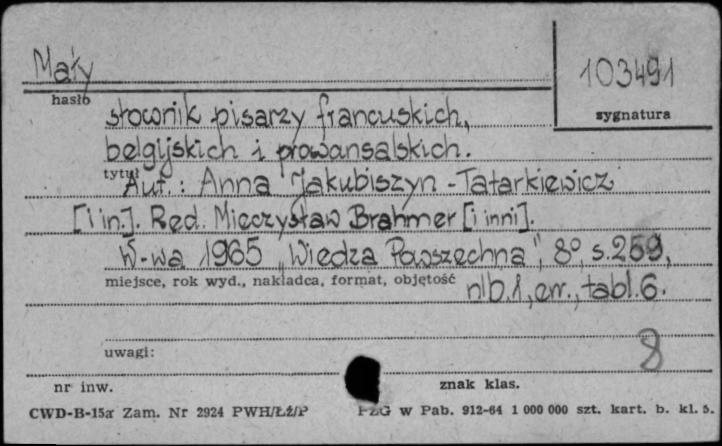 Mały
103491
hasło
sygnatura
słownik pisarzy francuskich,
belgijskich i prowansalskich.
tytuł
Aut.: Anna Jakubiszyn-Tatarkiewicz
[i in.]. Red. Mieczysław Brahmer [i inni].
W-wa 1965 „Wiedza Powszechna", 8°, s. 259,
miejsce, rok wyd., nakładca, format, objętość
nlb. 1, err., tabl. 6.
uwagi:
8
nr inw.
znak klas.
CWD-B-15a Zam. Nr 2924 PWH/Łź/P
PZG w Pab. 912-64 1 000 000 szt. kart. b. kl. 5.